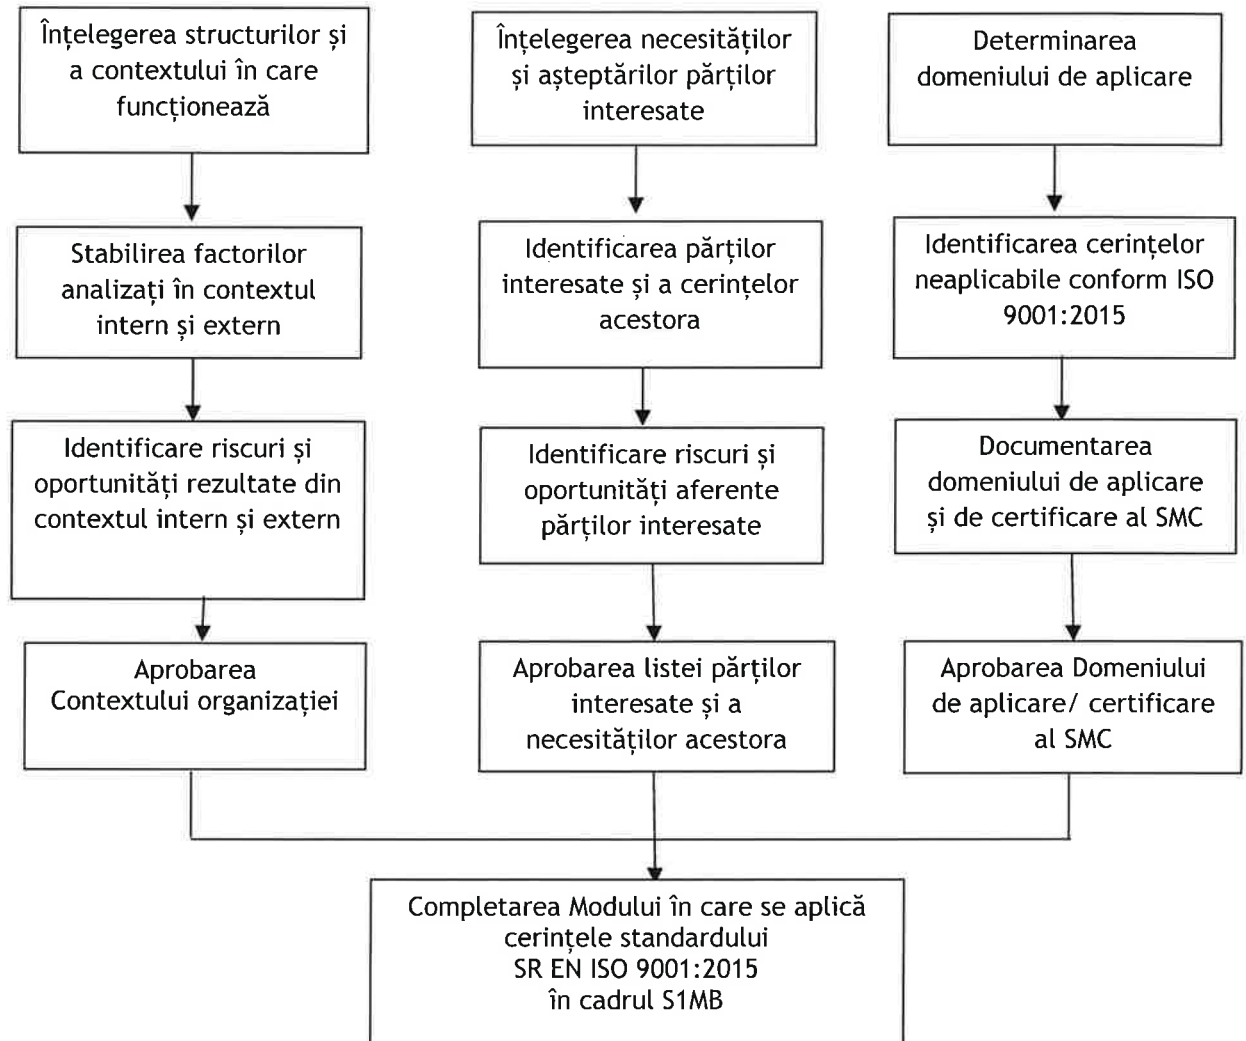 Înțelegerea structurilor și
a contextului în care
funcționează
Stabilirea factorilor
analizați în contextul
intern și extern
Identificare riscuri și
oportunități rezultate din
contextul intern și extern
Aprobarea
Contextului organizației
Înțelegerea necesităților
și așteptărilor părților
interesate
Identificarea părților
interesate și a cerințelor
acestora
Identificare riscuri și
oportunități aferente
părților interesate
Aprobarea listei părților
interesate și a
necesităților acestora
Determinarea
domeniului de aplicare
Identificarea cerințelor
neaplicabile conform ISO
9001:2015
Documentarea
domeniului de aplicare
și de certificare al SMC
Aprobarea Domeniului
de aplicare/ certificare
al SMC
Completarea Modului în care se aplică
cerințele standardului
SR EN ISO 9001:2015
în cadrul S1MB